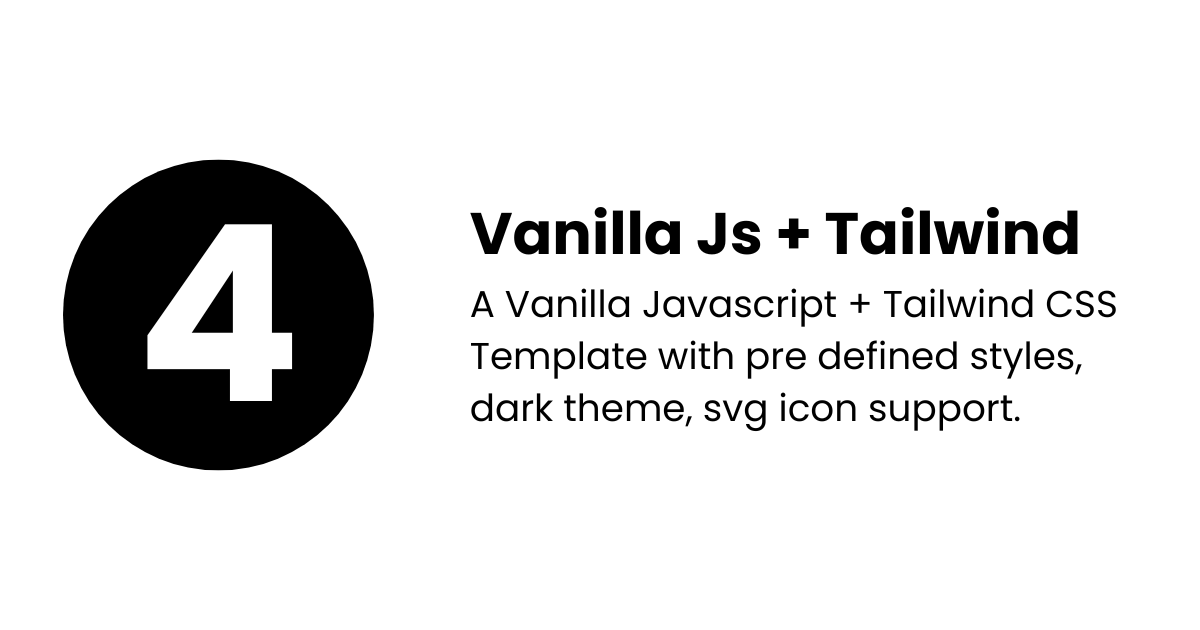 4
Vanilla Js + Tailwind
A Vanilla Javascript + Tailwind CSS
Template with pre defined styles,
dark theme, svg icon support.